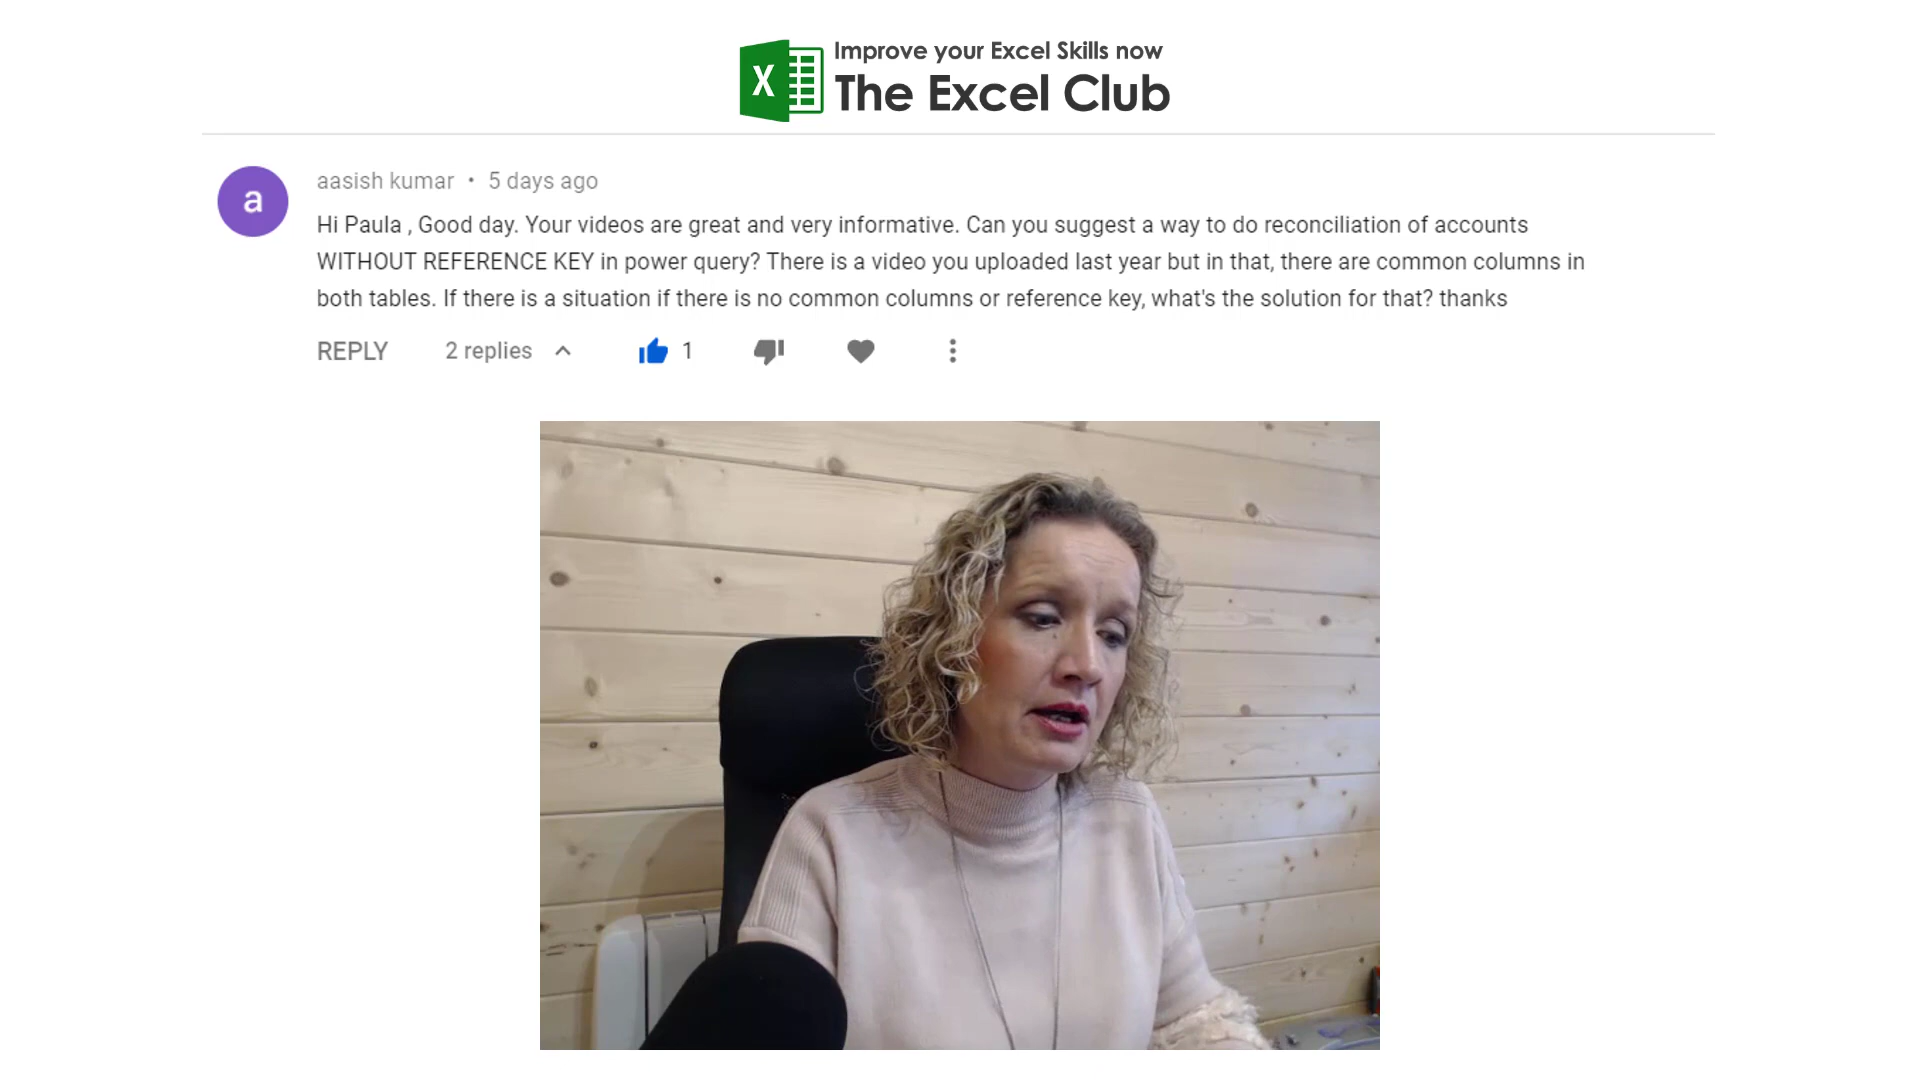 X
Improve your Excel Skills now
The Excel Club
a
aasish kumar • 5 days ago
Hi Paula , Good day. Your videos are great and very informative. Can you suggest a way to do reconciliation of accounts
WITHOUT REFERENCE KEY in power query? There is a video you uploaded last year but in that, there are common columns in
both tables. If there is a situation if there is no common columns or reference key, what's the solution for that? thanks
REPLY 2 replies 1